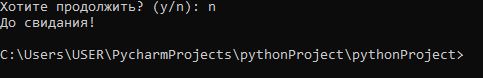 Хотите продолжить? (y/n): n
До свидания!
C:\Users\USER\PycharmProjects\pythonProject\pythonProject>